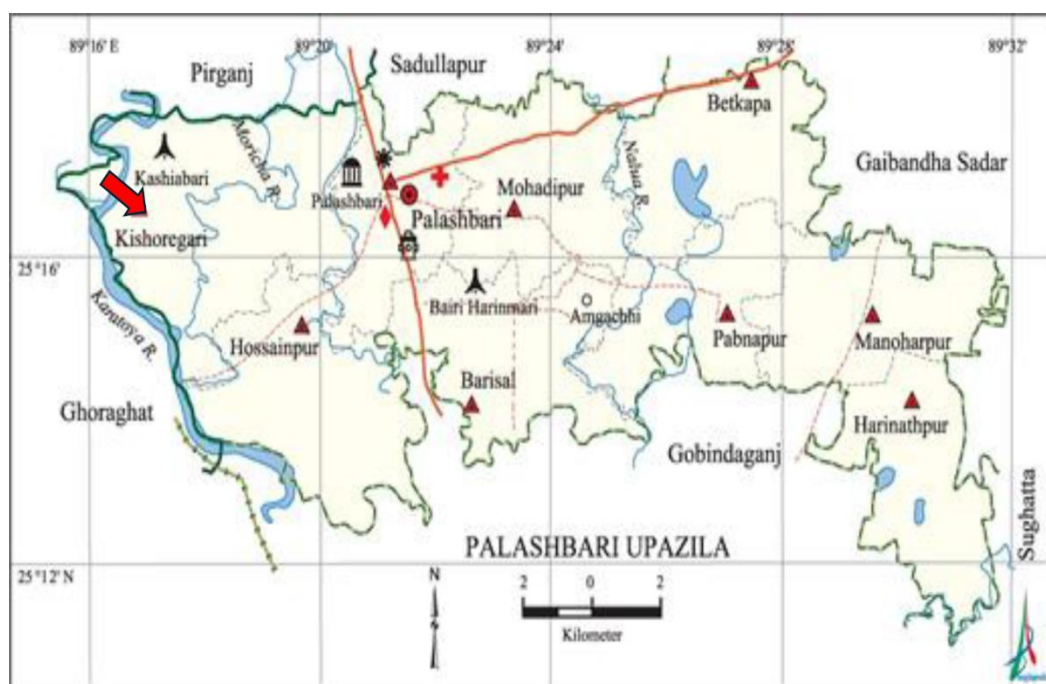 89°16' E 89°20' 89°24' 89°28' 89°32'
Pirganj
Sadullapur
Betkapa
Moricha R.
Nalua R.
Gaibandha Sadar
Kashiabari
Palashbari
Mohadipur
Palashbari
Kishoregari
25°16'
Karatoya R.
Bairi Harinmari
Amgachhi
Hossainpur
Pabnapur
Manoharpur
Barisal
Ghoraghat
Harinathpur
Gobindaganj
Sughatta
PALASHBARI UPAZILA
25°12' N
N
2 0 2
Kilometer